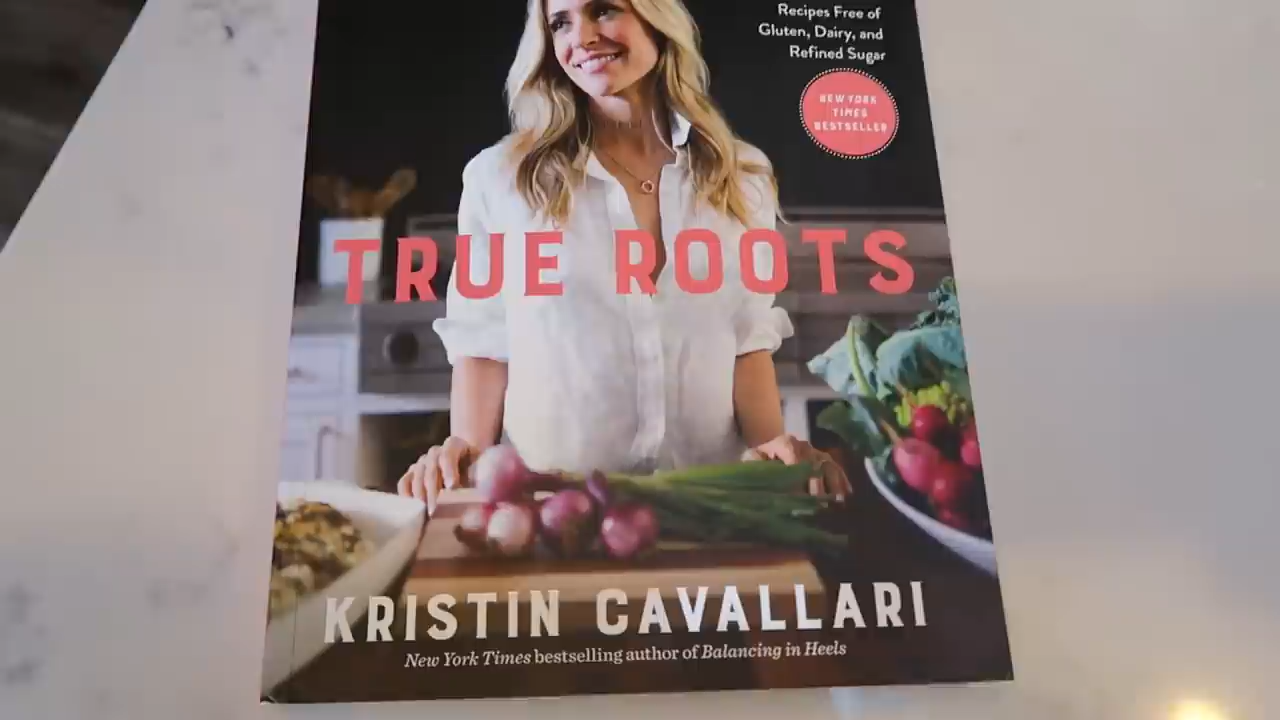 Recipes Free of
Gluten, Dairy, and
Refined Sugar
NEW YORK
TIMES
BESTSELLER
TRUE ROOTS
KRISTIN CAVALLARI
New York Times bestselling author of Balancing in Heels